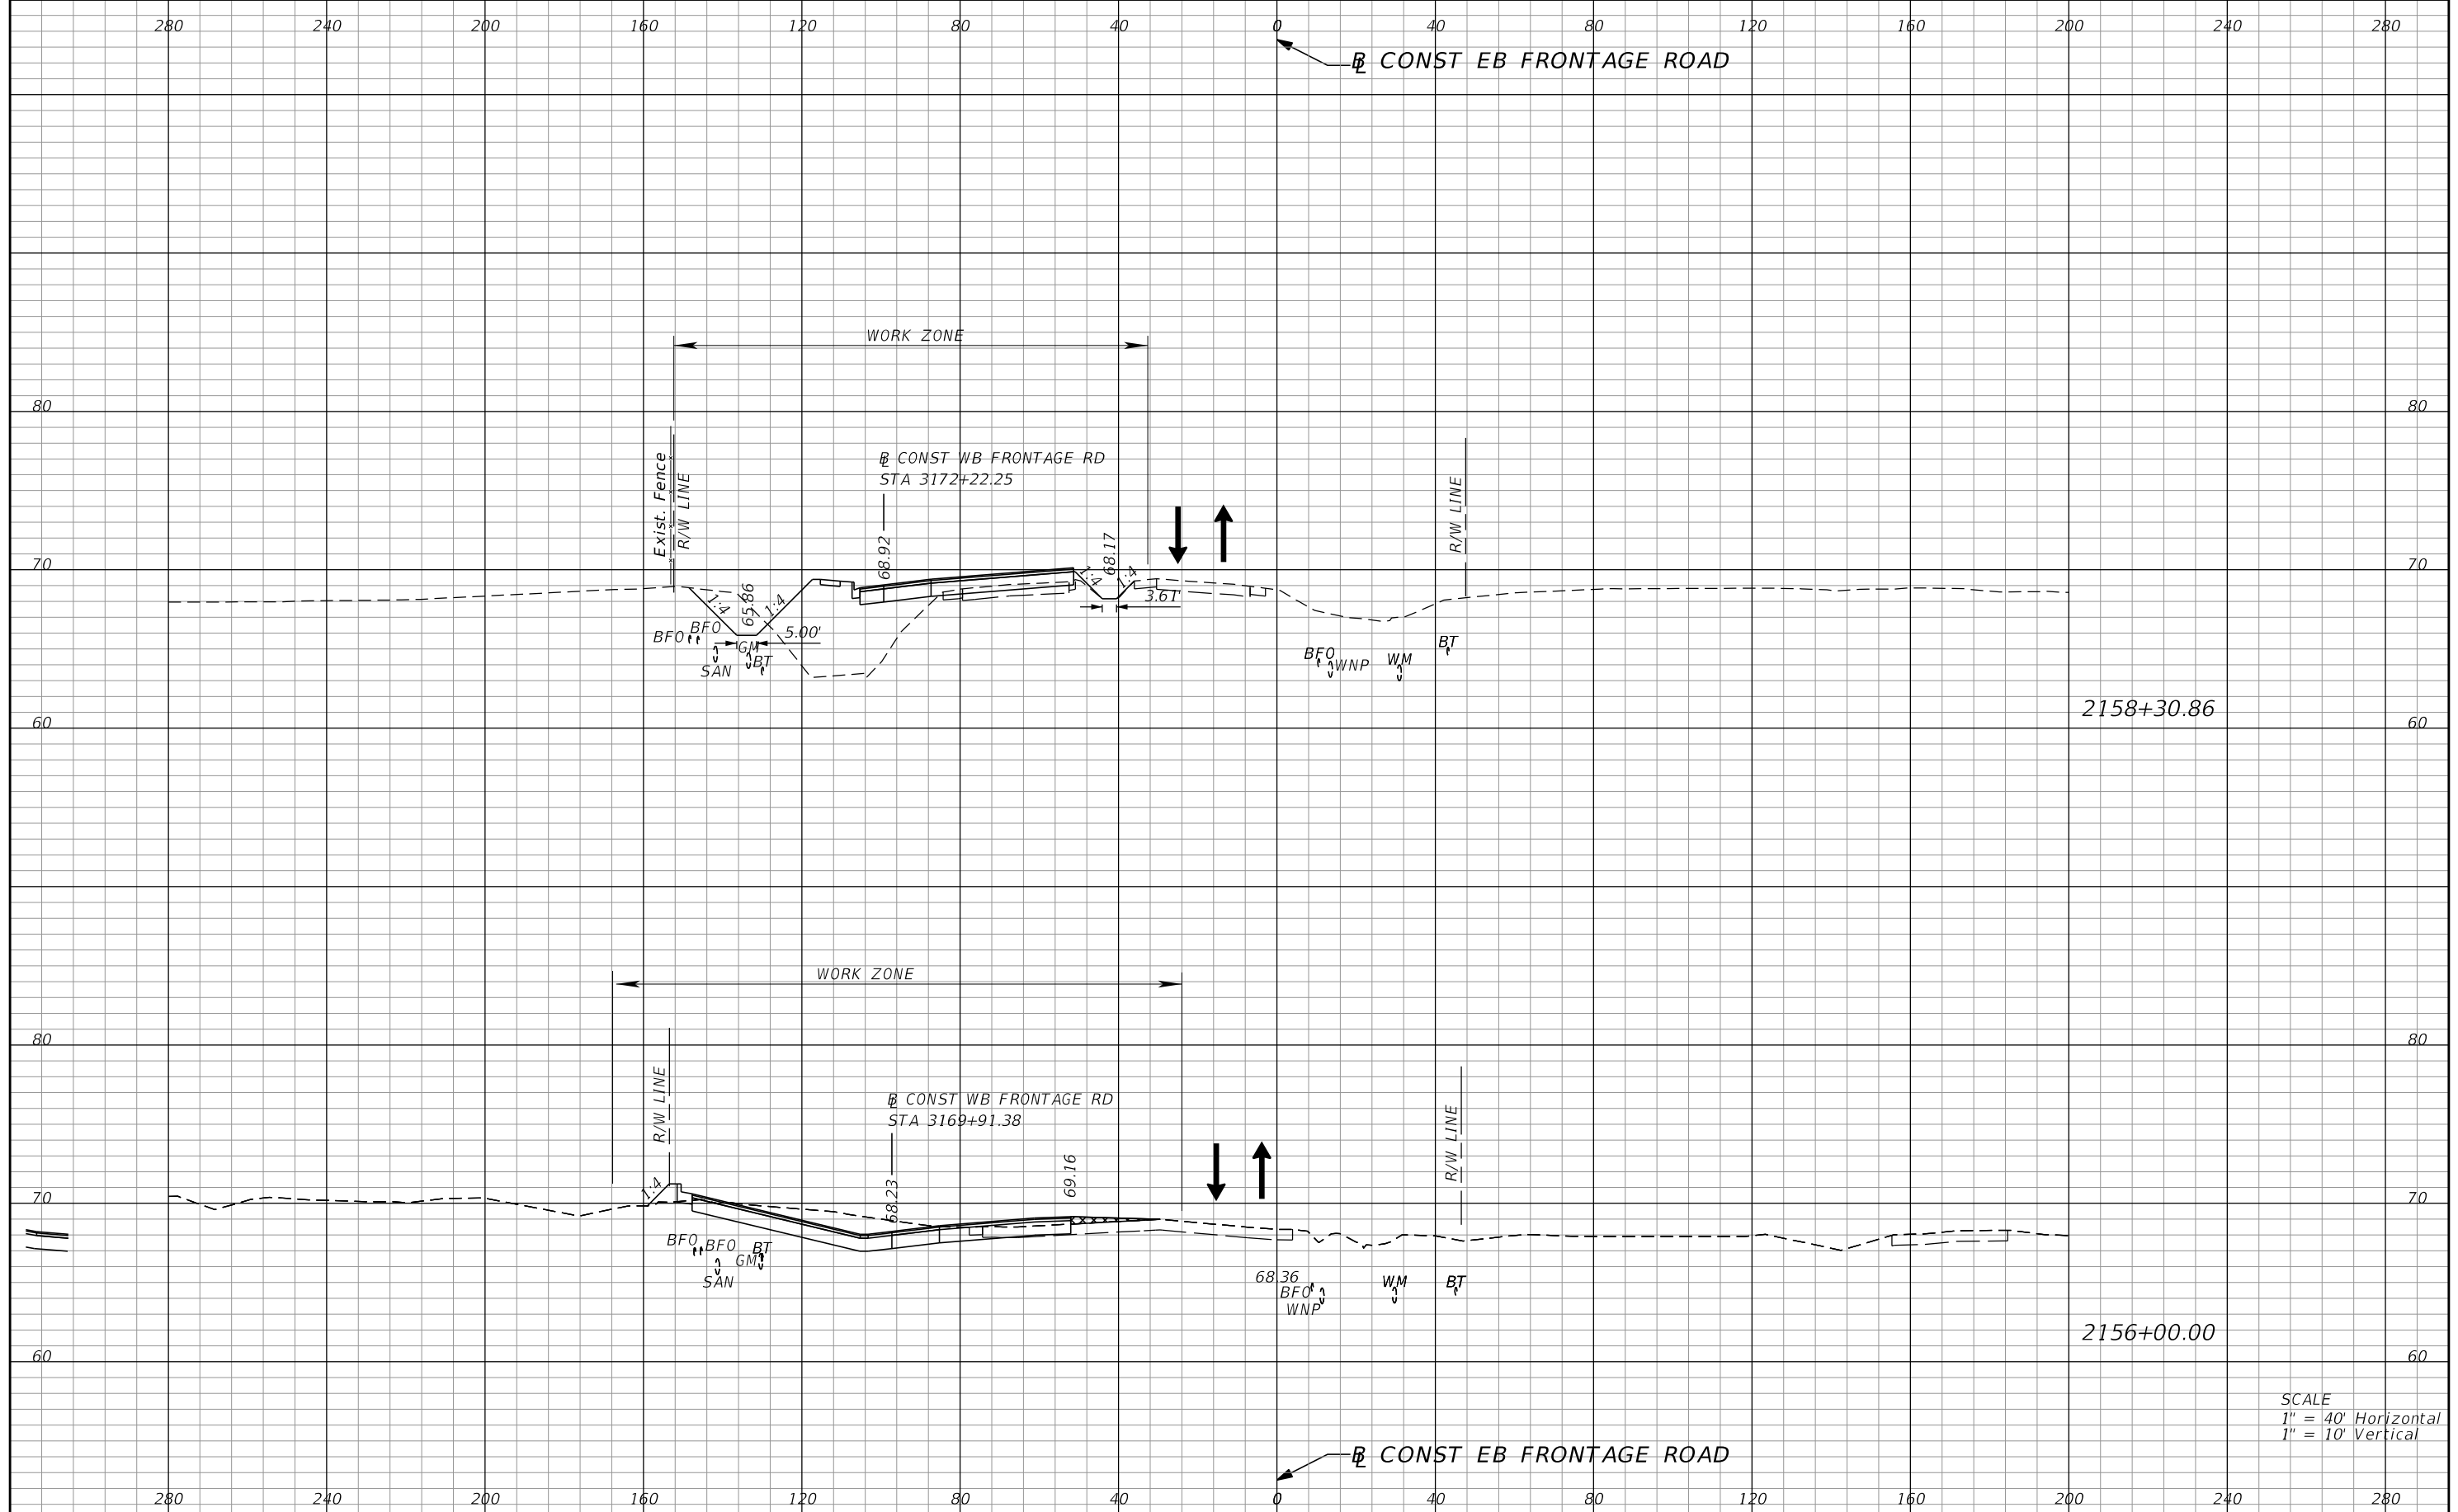 280 240 200 160 120 80 40 0 40 80 120 160 200 240 280
BL CONST EB FRONTAGE ROAD
WORK ZONE
80 80
BL CONST WB FRONTAGE RD
STA 3172+22.25
Exist. Fence
R/W LINE
R/W LINE
68.92
68.17
70 70
1:4
65.86
1:4
1:4
1:4
3.61'
5.00'
BFO
BFO
GM
BT
SAN
BFO
WNP
WM
BT
2158+30.86
60 60
WORK ZONE
80 80
R/W LINE
BL CONST WB FRONTAGE RD
STA 3169+91.38
R/W LINE
69.16
68.23
70 70
1:4
BFO
BFO
BT
GM
SAN
68.36
BFO
WNP
WM
BT
2156+00.00
60 60
SCALE
1" = 40' Horizontal
1" = 10' Vertical
BL CONST EB FRONTAGE ROAD
280 240 200 160 120 80 40 0 40 80 120 160 200 240 280